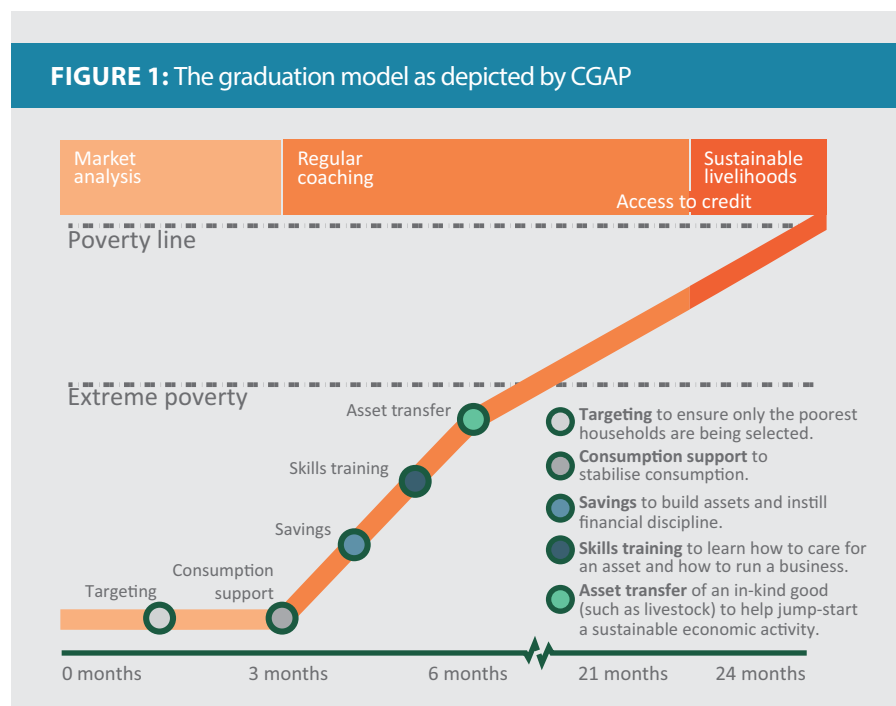 FIGURE 1: The graduation model as depicted by CGAP
Market
analysis
Regular
coaching
Sustainable
livelihoods
Access to credit
Poverty line
Extreme poverty
Asset transfer
Skills training
Savings
Consumption
support
Targeting
Targeting to ensure only the poorest
households are being selected.
Consumption support to
stabilise consumption.
Savings to build assets and instill
financial discipline.
Skills training to learn how to care for
an asset and how to run a business.
Asset transfer of an in-kind good
(such as livestock) to help jump-start
a sustainable economic activity.
0 months
3 months
6 months
21 months
24 months